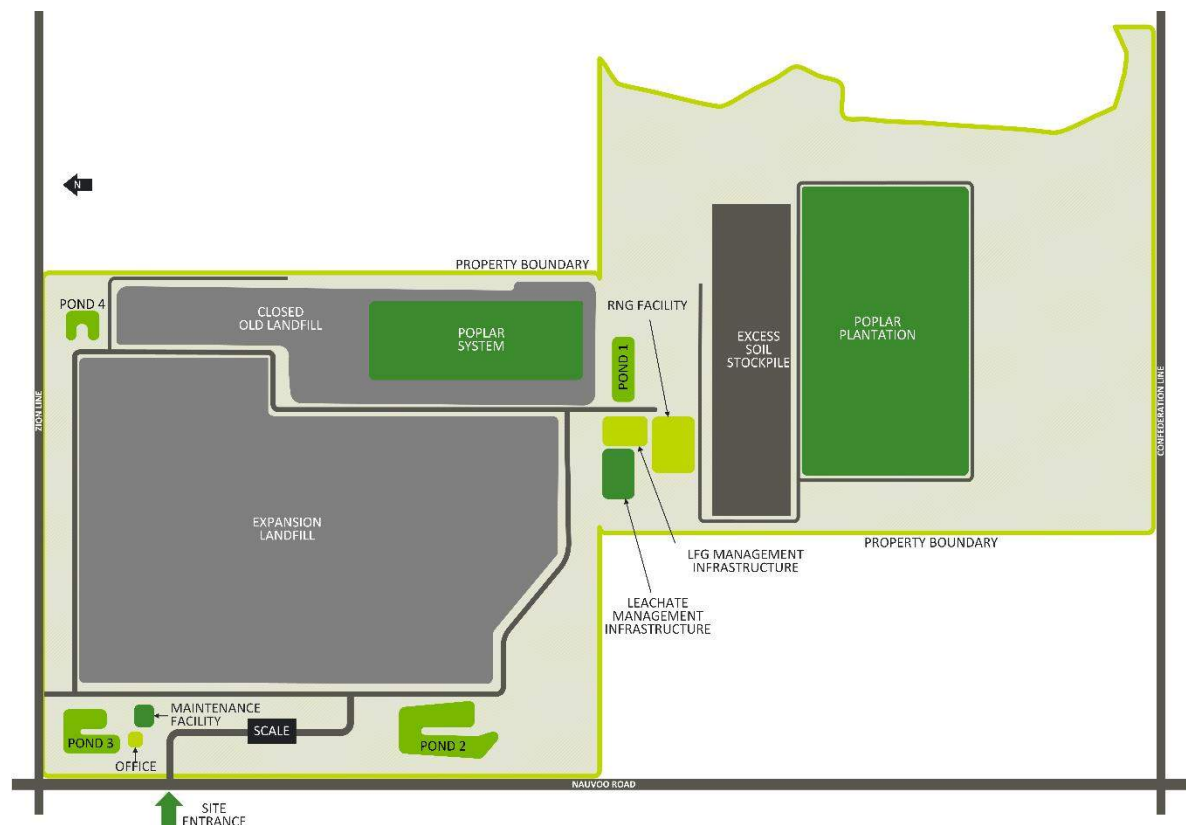 N
PROPERTY BOUNDARY
POND 4
CLOSED
OLD LANDFILL
POPLAR
SYSTEM
RNG FACILITY
POND 1
EXCESS
SOIL
STOCKPILE
POPLAR
PLANTATION
ZION LINE
CONFEDERATION LINE
EXPANSION
LANDFILL
PROPERTY BOUNDARY
LFG MANAGEMENT
INFRASTRUCTURE
LEACHATE
MANAGEMENT
INFRASTRUCTURE
MAINTENANCE
FACILITY
SCALE
POND 3
POND 2
OFFICE
NAUVOO ROAD
SITE
ENTRANCE